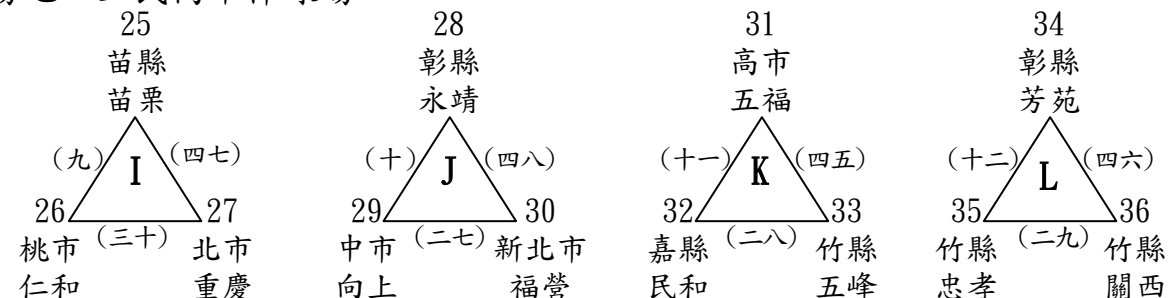 25 28 31 34
苗縣 彰縣 高市 彰縣
苗栗 永靖 五福 芳苑
(九) I (四七) (十) J (四八) (十一) K (四五) (十二) L (四六)
26 27 29 30 32 33 35 36
桃市 (三十) 北市 中市 (二七) 新北市 嘉縣 (二八) 竹縣 竹縣 (二九) 竹縣
仁和 重慶 向上 福營 民和 五峰 忠孝 關西